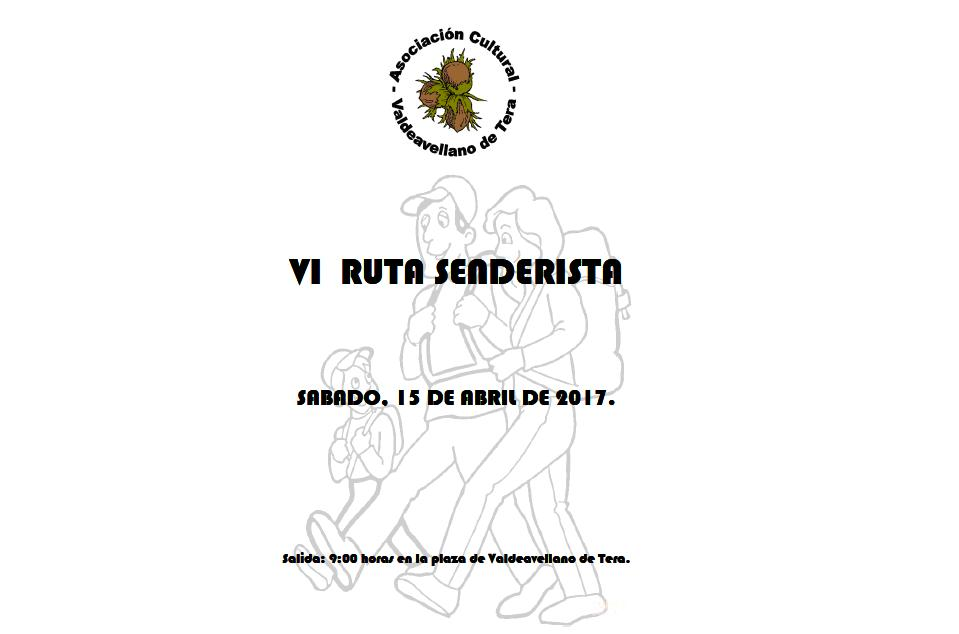 - Asociación Cultural -
Valdeavellano de Tera
VI RUTA SENDERISTA
SABADO, 15 DE ABRIL DE 2017.
Salida: 9:00 horas en la plaza de Valdeavellano de Tera.